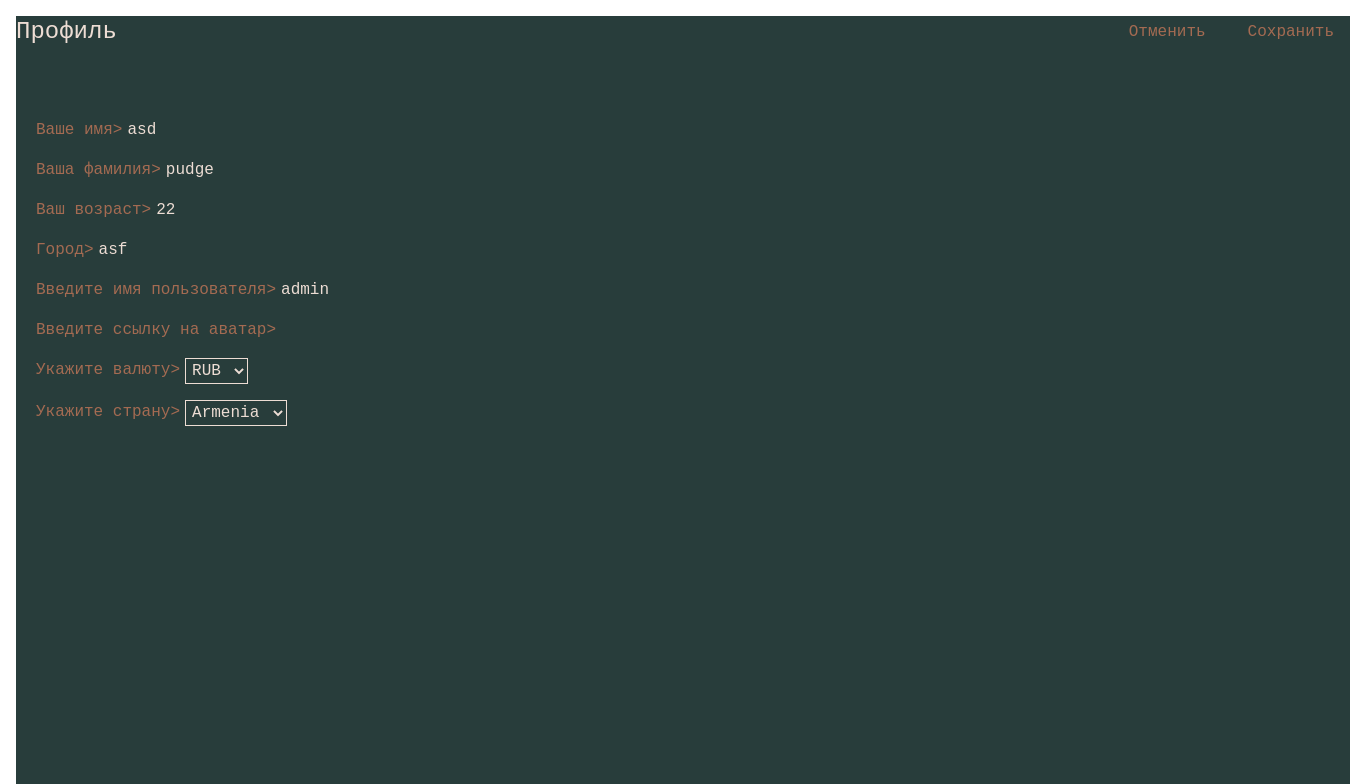 Профиль Отменить Сохранить
Ваше имя> asd
Ваша фамилия> pudge
Ваш возраст> 22
Город> asf
Введите имя пользователя> admin
Введите ссылку на аватар>
Укажите валюту> RUB
Укажите страну> Armenia